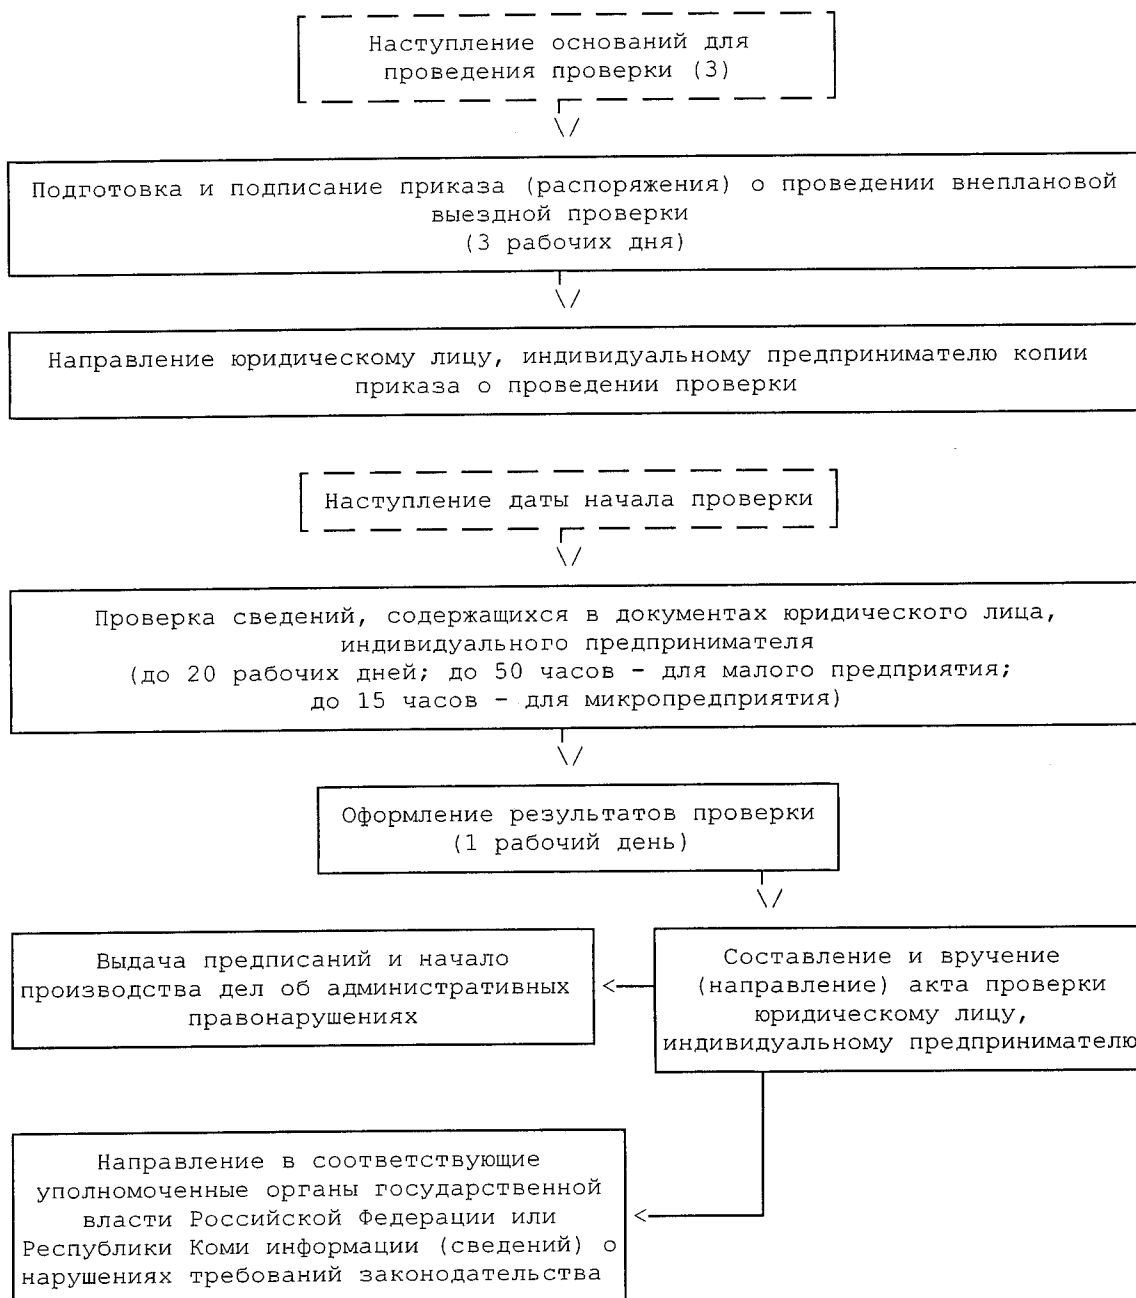 Наступление оснований для
проведения проверки (3)
\/
Подготовка и подписание приказа (распоряжения) о проведении внеплановой
выездной проверки
(3 рабочих дня)
\/
Направление юридическому лицу, индивидуальному предпринимателю копии
приказа о проведении проверки
Наступление даты начала проверки
\/
Проверка сведений, содержащихся в документах юридического лица,
индивидуального предпринимателя
(до 20 рабочих дней; до 50 часов - для малого предприятия;
до 15 часов - для микропредприятия)
\/
Оформление результатов проверки
(1 рабочий день)
\/
Выдача предписаний и начало
производства дел об административных
правонарушениях
<
Составление и вручение
(направление) акта проверки
юридическому лицу,
индивидуальному предпринимателю
Направление в соответствующие
уполномоченные органы государственной
власти Российской Федерации или
Республики Коми информации (сведений) о
нарушениях требований законодательства
<